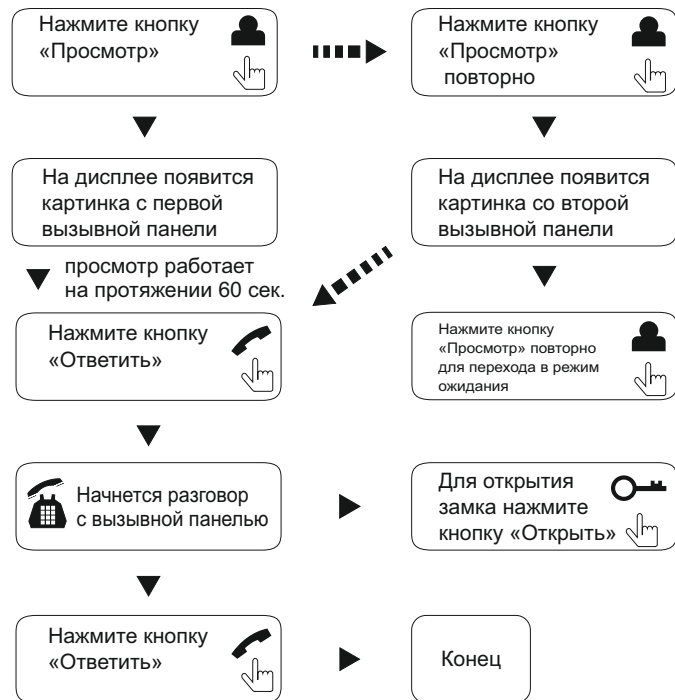 Нажмите кнопку
«Просмотр»
Нажмите кнопку
«Просмотр»
повторно
На дисплее появится
картинка с первой
вызывной панели
На дисплее появится
картинка со второй
вызывной панели
просмотр работает
на протяжении 60 сек.
Нажмите кнопку
«Ответить»
Нажмите кнопку
«Просмотр» повторно
для перехода в режим
ожидания
Начнется разговор
с вызывной панелью
Для открытия
замка нажмите
кнопку «Открыть»
Нажмите кнопку
«Ответить»
Конец